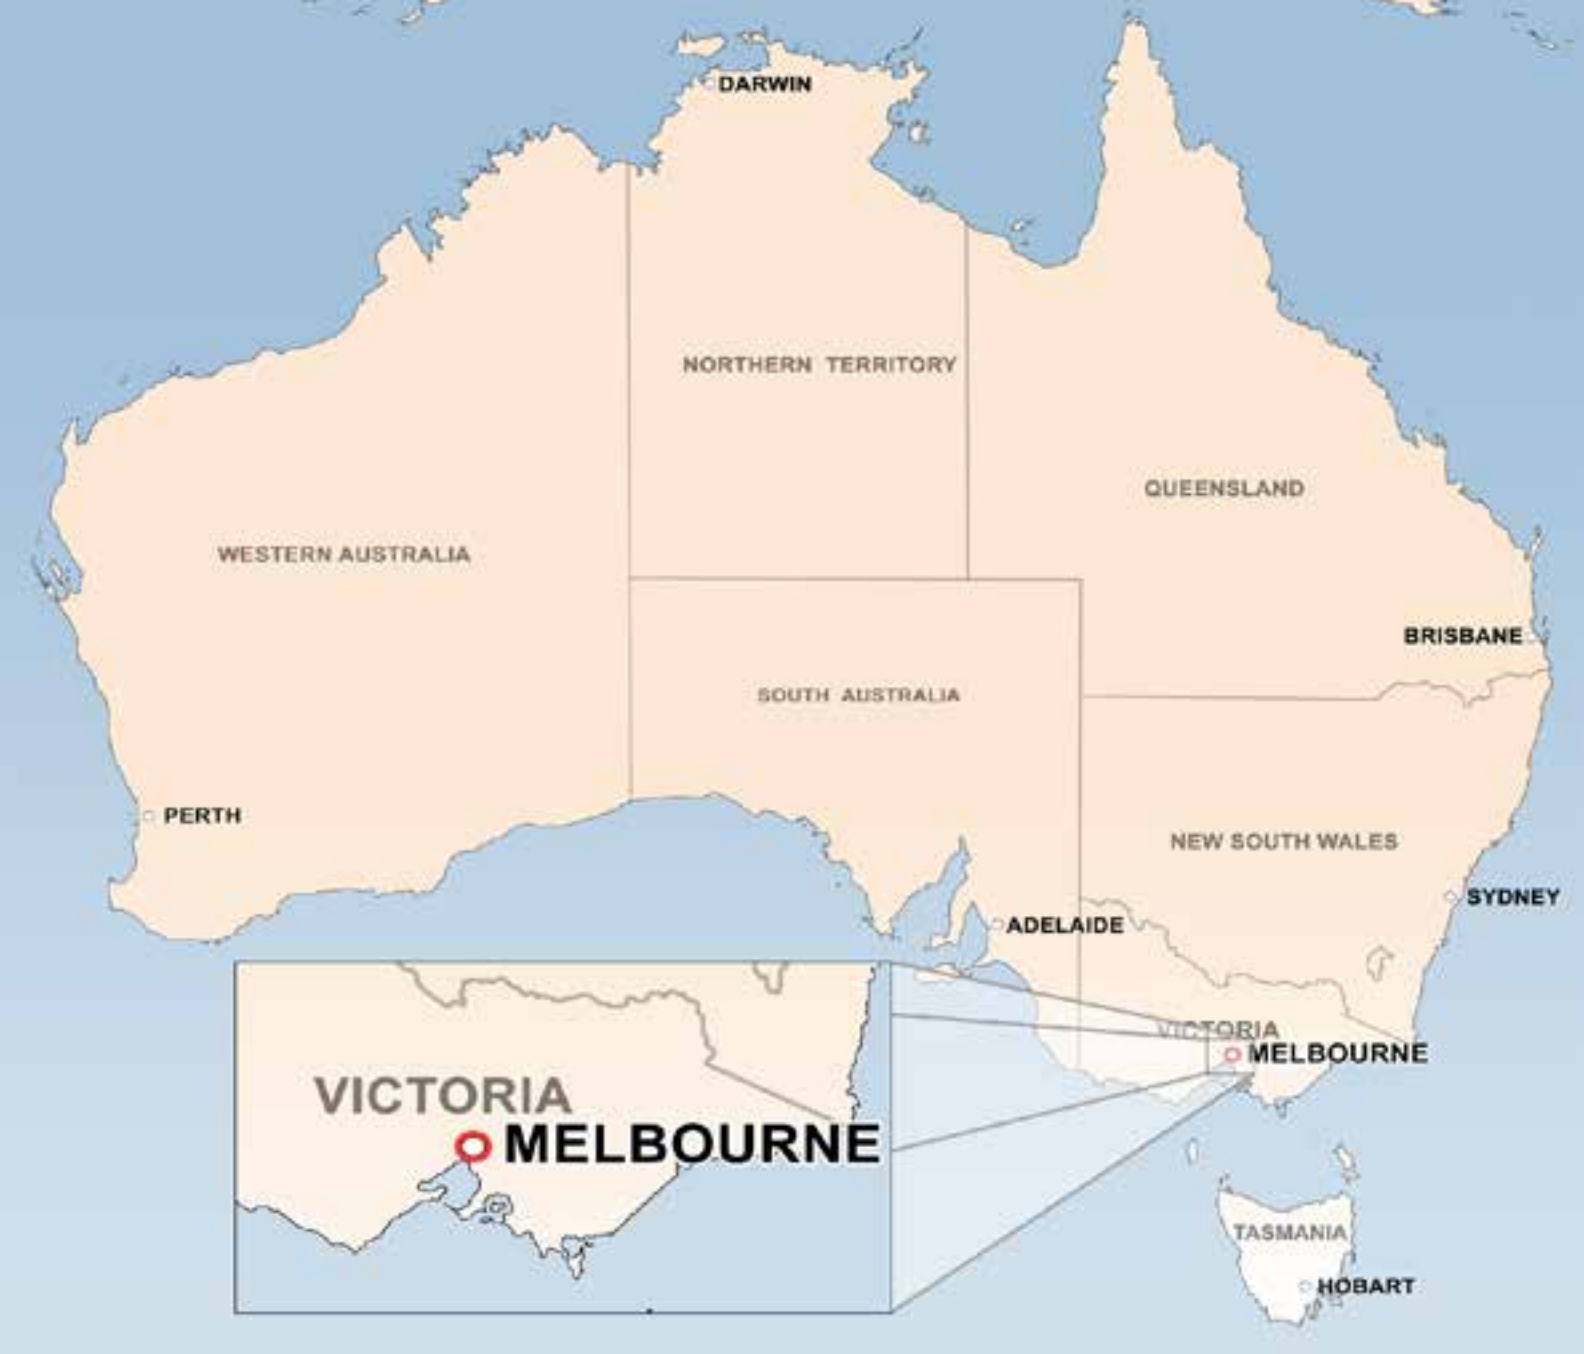 DARWIN
NORTHERN TERRITORY
QUEENSLAND
WESTERN AUSTRALIA
BRISBANE
SOUTH AUSTRALIA
PERTH
NEW SOUTH WALES
SYDNEY
ADELAIDE
VICTORIA
MELBOURNE
VICTORIA
MELBOURNE
TASMANIA
HOBART